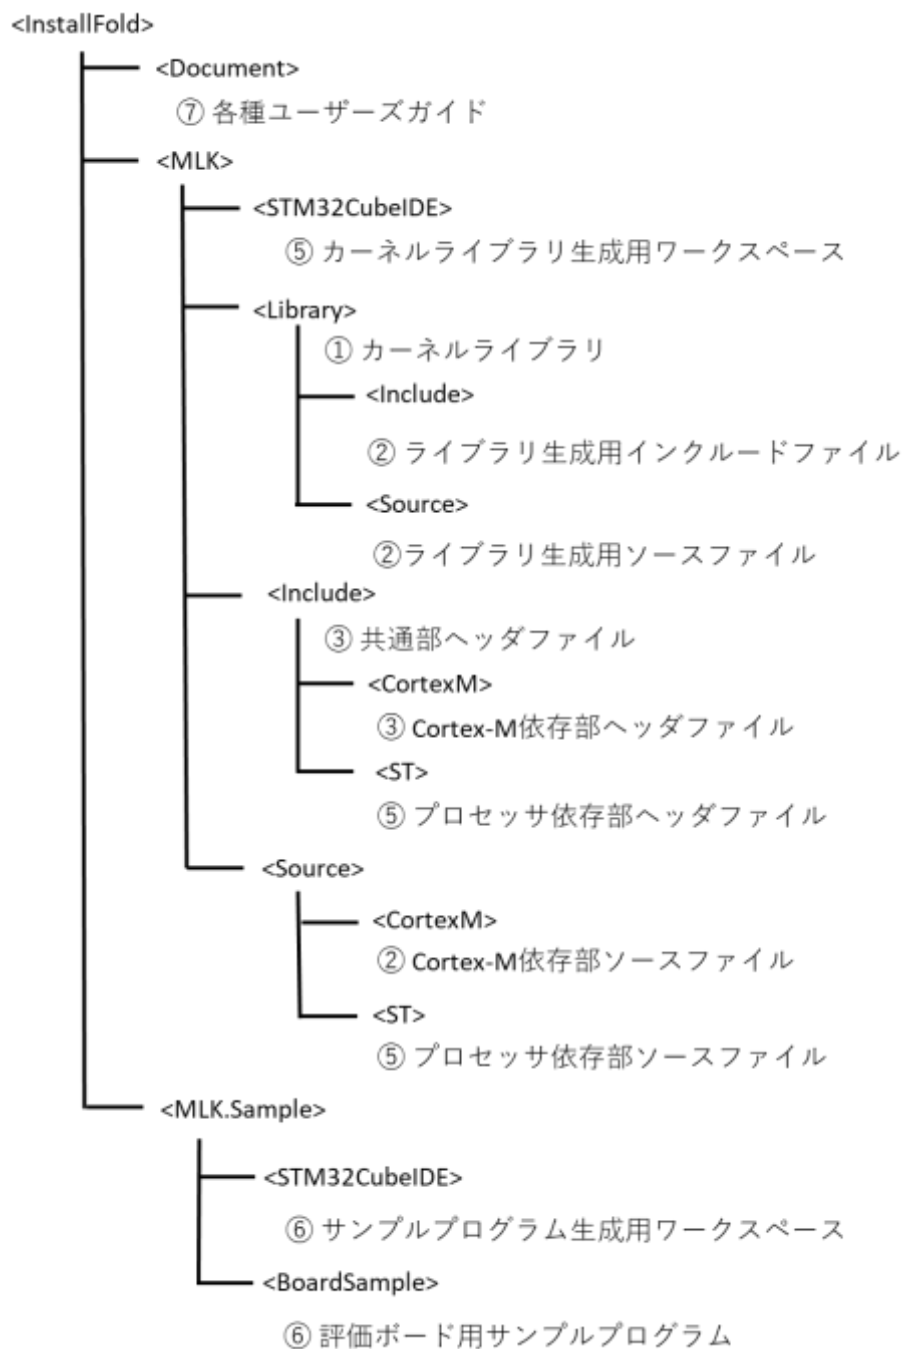 <InstallFold>
<Document>
⑦ 各種ユーザーズガイド
<MLK>
<STM32CubeIDE>
⑤ カーネルライブラリ生成用ワークスペース
<Library>
① カーネルライブラリ
<Include>
② ライブラリ生成用インクルードファイル
<Source>
②ライブラリ生成用ソースファイル
<Include>
③ 共通部ヘッダファイル
<CortexM>
③ Cortex-M依存部ヘッダファイル
<ST>
⑤ プロセッサ依存部ヘッダファイル
<Source>
<CortexM>
② Cortex-M依存部ソースファイル
<ST>
⑤ プロセッサ依存部ソースファイル
<MLK.Sample>
<STM32CubeIDE>
⑥ サンプルプログラム生成用ワークスペース
<BoardSample>
⑥ 評価ボード用サンプルプログラム